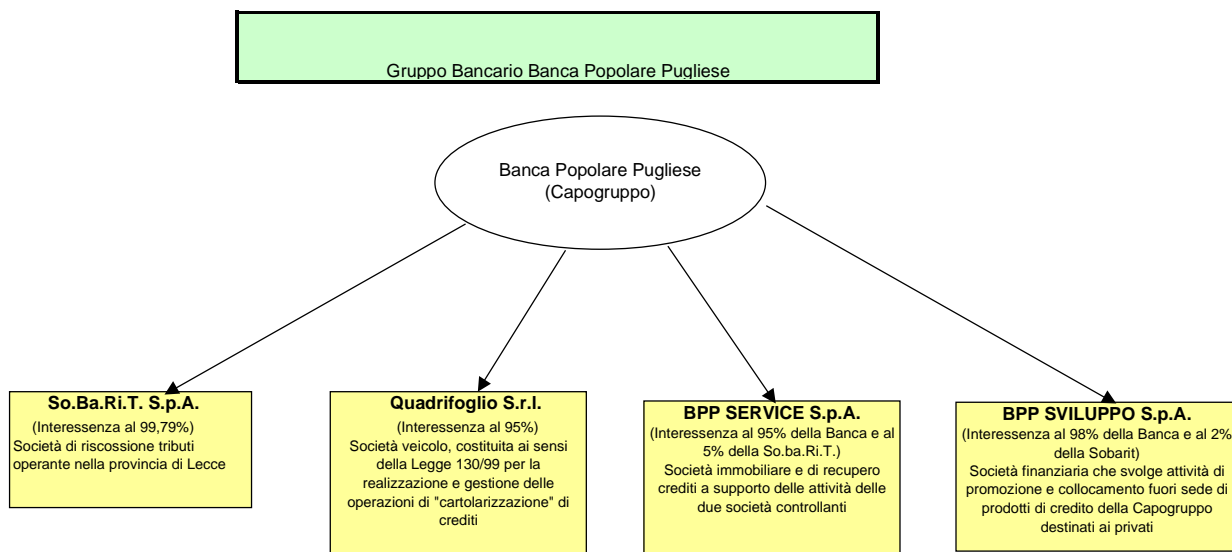 Gruppo Bancario Banca Popolare Pugliese
Banca Popolare Pugliese
(Capogruppo)
So.Ba.Ri.T. S.p.A.
(Interessenza al 99,79%)
Società di riscossione tributi
operante nella provincia di Lecce
Quadrifoglio S.r.l.
(Interessenza al 95%)
Società veicolo, costituita ai sensi
della Legge 130/99 per la
realizzazione e gestione delle
operazioni di "cartolarizzazione" di
crediti
BPP SERVICE S.p.A.
(Interessenza al 95% della Banca e al
5% della So.ba.Ri.T.)
Società immobiliare e di recupero
crediti a supporto delle attività delle
due società controllanti
BPP SVILUPPO S.p.A.
(Interessenza al 98% della Banca e al 2%
della Sobarit)
Società finanziaria che svolge attività di
promozione e collocamento fuori sede di
prodotti di credito della Capogruppo
destinati ai privati